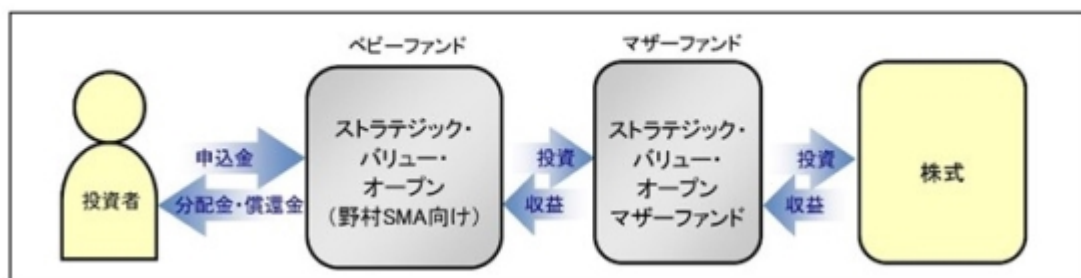 ベビーファンド
マザーファンド
投資者
申込金
分配金・償還金
ストラテジック・
バリュー・
オープン
(野村SMA向け)
投資
収益
ストラテジック・
バリュー・
オープン
マザーファンド
投資
収益
株式